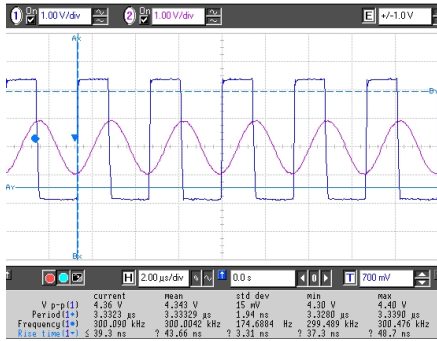 1 On 1.00 V/div 2 On 1.00 V/div E +/-1.0 V
Ax
By
Ay
Bx
H 2.00 µs/div 0.0 s 0 T 700 mV
current mean std dev min max
V p-p(1) 4.36 V 4.343 V 15 mV 4.30 V 4.40 V
Period(1) 3.3323 µs 3.33329 µs 1.94 ns 3.3280 µs 3.3390 µs
Frequency(1) 300.090 kHz 300.0042 kHz 174.6884 Hz 299.489 kHz 300.476 kHz
Rise time(1) ≤ 39.3 ns ? 43.66 ns ? 3.31 ns ? 37.3 ns ? 48.7 ns